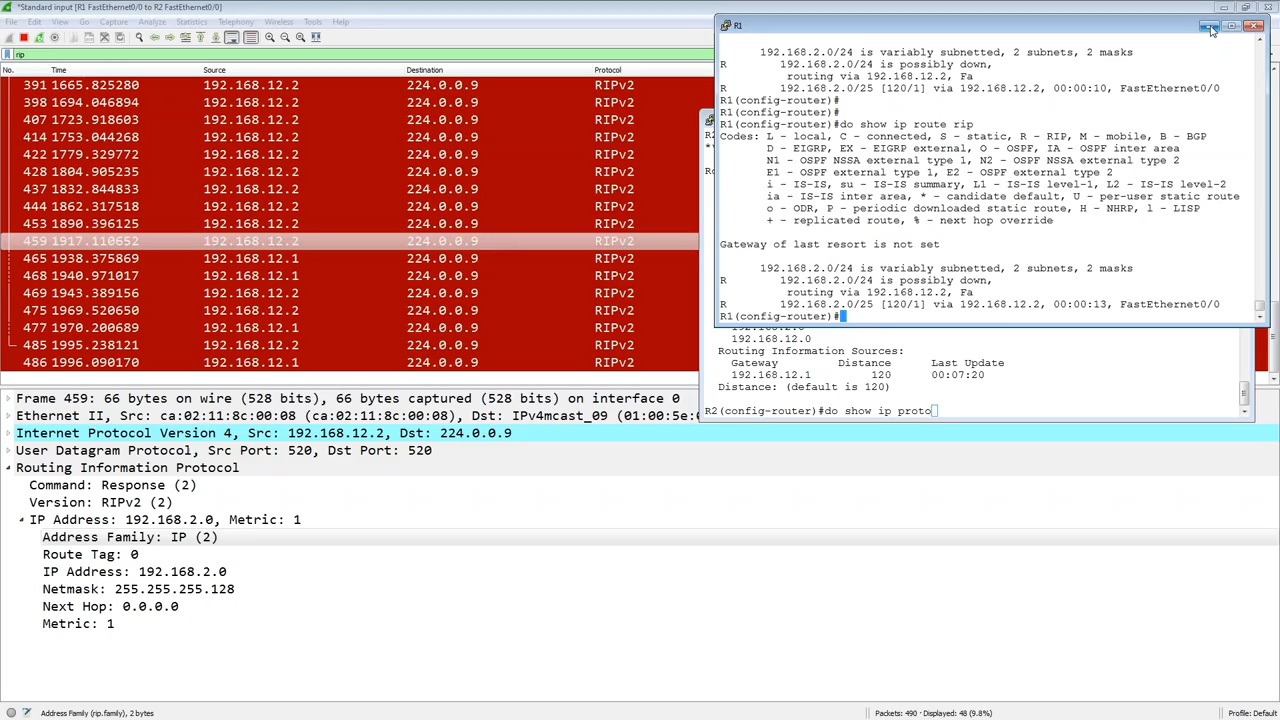 *Standard input [R1 FastEthernet0/0 to R2 FastEthernet0/0]
File Edit View Go Capture Analyze Statistics Telephony Wireless Tools Help
rip
No. Time Source Destination Protocol
391 1665.825280 192.168.12.2 224.0.0.9 RIPv2
398 1694.046894 192.168.12.2 224.0.0.9 RIPv2
407 1723.918603 192.168.12.2 224.0.0.9 RIPv2
414 1753.044268 192.168.12.2 224.0.0.9 RIPv2
422 1779.329772 192.168.12.2 224.0.0.9 RIPv2
428 1804.905235 192.168.12.2 224.0.0.9 RIPv2
437 1832.844833 192.168.12.2 224.0.0.9 RIPv2
444 1862.317518 192.168.12.2 224.0.0.9 RIPv2
453 1890.396125 192.168.12.2 224.0.0.9 RIPv2
459 1917.110652 192.168.12.2 224.0.0.9 RIPv2
465 1938.375869 192.168.12.1 224.0.0.9 RIPv2
468 1940.971017 192.168.12.2 224.0.0.9 RIPv2
469 1943.389156 192.168.12.1 224.0.0.9 RIPv2
475 1969.520650 192.168.12.2 224.0.0.9 RIPv2
477 1970.200689 192.168.12.1 224.0.0.9 RIPv2
485 1995.238121 192.168.12.2 224.0.0.9 RIPv2
486 1996.090170 192.168.12.1 224.0.0.9 RIPv2
Frame 459: 66 bytes on wire (528 bits), 66 bytes captured (528 bits) on interface 0
Ethernet II, Src: ca:02:11:8c:00:08 (ca:02:11:8c:00:08), Dst: IPv4mcast_09 (01:00:5e:0
Internet Protocol Version 4, Src: 192.168.12.2, Dst: 224.0.0.9
User Datagram Protocol, Src Port: 520, Dst Port: 520
Routing Information Protocol
Command: Response (2)
Version: RIPv2 (2)
IP Address: 192.168.2.0, Metric: 1
Address Family: IP (2)
Route Tag: 0
IP Address: 192.168.2.0
Netmask: 255.255.255.128
Next Hop: 0.0.0.0
Metric: 1
Address Family (rip.family), 2 bytes
Packets: 490 · Displayed: 48 (9.8%)
Profile: Default
R1
192.168.2.0/24 is variably subnetted, 2 subnets, 2 masks
R 192.168.2.0/24 is possibly down,
routing via 192.168.12.2, Fa
R 192.168.2.0/25 [120/1] via 192.168.12.2, 00:00:10, FastEthernet0/0
R1(config-router)#
R1(config-router)#
R1(config-router)#do show ip route rip
Codes: L - local, C - connected, S - static, R - RIP, M - mobile, B - BGP
D - EIGRP, EX - EIGRP external, O - OSPF, IA - OSPF inter area
N1 - OSPF NSSA external type 1, N2 - OSPF NSSA external type 2
E1 - OSPF external type 1, E2 - OSPF external type 2
i - IS-IS, su - IS-IS summary, L1 - IS-IS level-1, L2 - IS-IS level-2
ia - IS-IS inter area, * - candidate default, U - per-user static route
o - ODR, P - periodic downloaded static route, H - NHRP, l - LISP
+ - replicated route, % - next hop override
Gateway of last resort is not set
192.168.2.0/24 is variably subnetted, 2 subnets, 2 masks
R 192.168.2.0/24 is possibly down,
routing via 192.168.12.2, Fa
R 192.168.2.0/25 [120/1] via 192.168.12.2, 00:00:13, FastEthernet0/0
R1(config-router)#
192.168.12.0
Routing Information Sources:
Gateway Distance Last Update
192.168.12.1 120 00:07:20
Distance: (default is 120)
R2(config-router)#do show ip proto